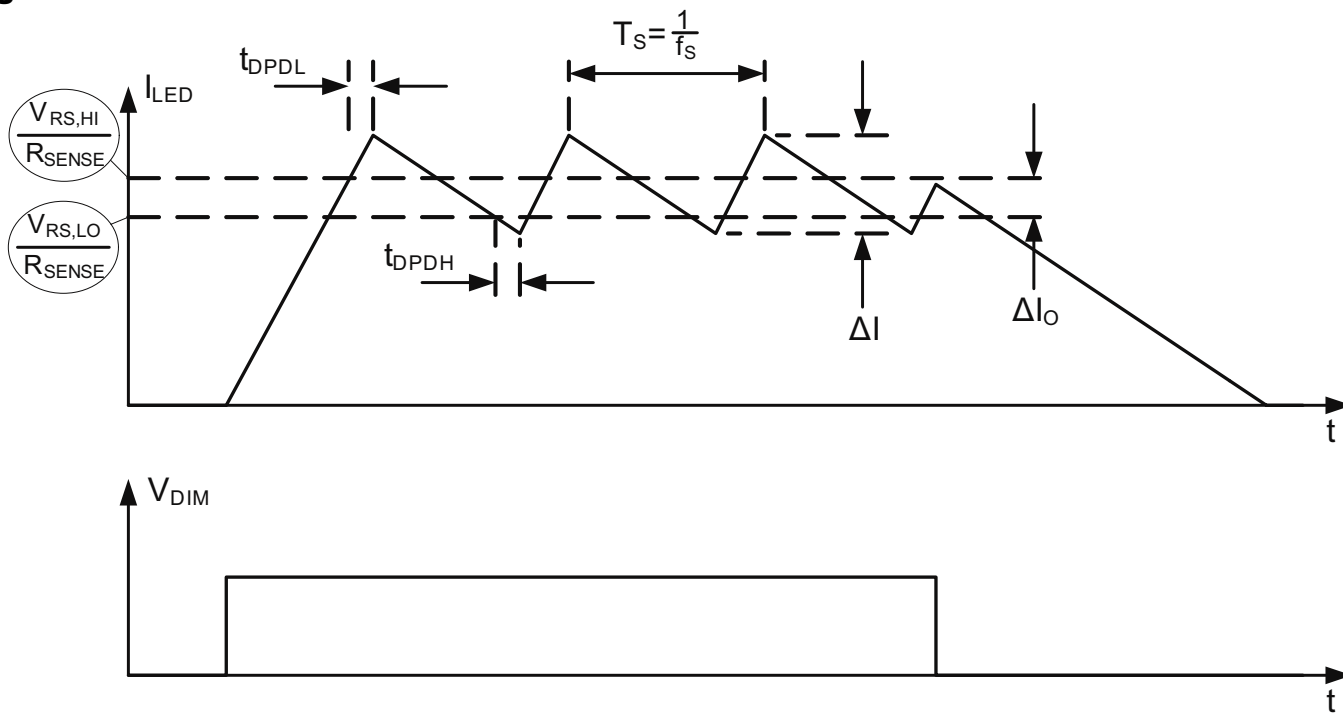 T_S = 1/f_S
t_DPDL
I_LED
V_RS,HI
R_SENSE
V_RS,LO
R_SENSE
t_DPDH
ΔI
ΔI_O
t
V_DIM
t